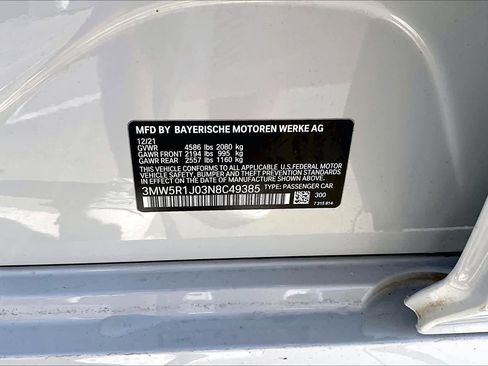 MFD BY BAYERISCHE MOTOREN WERKE AG
12/21
GVWR 4586 lbs 2080 kg
GAWR FRONT 2194 lbs 995 kg
GAWR REAR 2557 lbs 1160 kg
THIS VEHICLE CONFORMS TO ALL APPLICABLE U.S.FEDERAL MOTOR
VEHICLE SAFETY, BUMPER, AND THEFT PREVENTION STANDARDS
IN EFFECT ON THE DATE OF MANUFACTURE SHOWN ABOVE.
3MW5R1J03N8C49385 TYPE: PASSENGER CAR
300
7 315 814